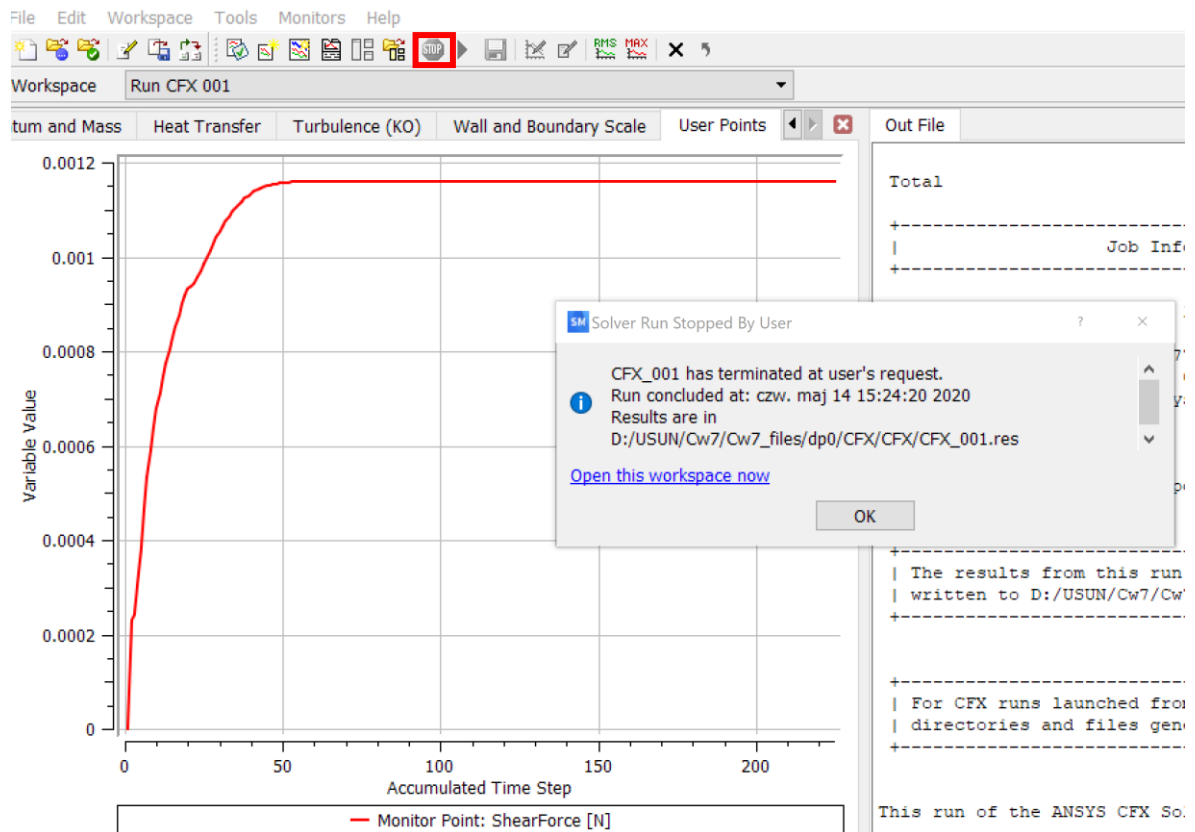 File Edit Workspace Tools Monitors Help
STOP RMS MAX
Workspace Run CFX 001
tum and Mass Heat Transfer Turbulence (KO) Wall and Boundary Scale User Points
Out File
0.0012
0.001
0.0008
0.0006
0.0004
0.0002
0
Variable Value
0 50 100 150 200
Accumulated Time Step
Monitor Point: ShearForce [N]
SM Solver Run Stopped By User ?
CFX_001 has terminated at user's request.
Run concluded at: czw. maj 14 15:24:20 2020
Results are in
D:/USUN/Cw7/Cw7_files/dp0/CFX/CFX/CFX_001.res
Open this workspace now
OK
Total
+--------------------------
| Job Info
+--------------------------
+--------------------------
| The results from this run
| written to D:/USUN/Cw7/Cw7
+--------------------------
+--------------------------
| For CFX runs launched from
| directories and files gene
+--------------------------
This run of the ANSYS CFX Sol